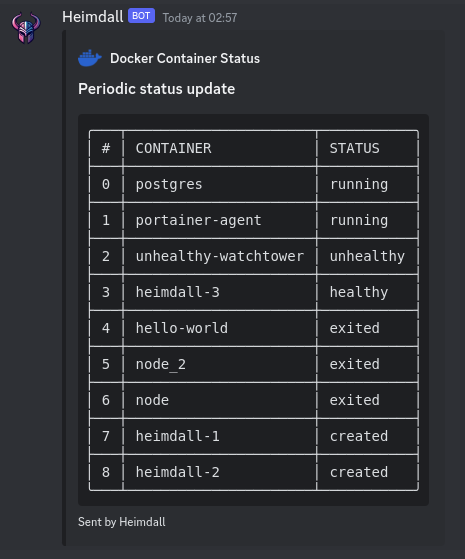 Heimdall BOT Today at 02:57
Docker Container Status
Periodic status update
# CONTAINER STATUS
0 postgres running
1 portainer-agent running
2 unhealthy-watchtower unhealthy
3 heimdall-3 healthy
4 hello-world exited
5 node_2 exited
6 node exited
7 heimdall-1 created
8 heimdall-2 created
Sent by Heimdall